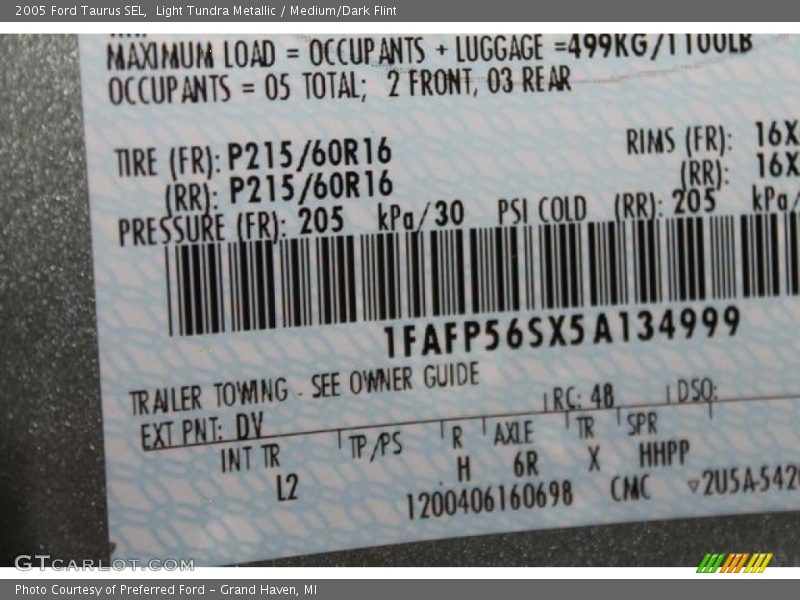 2005 Ford Taurus SEL, Light Tundra Metallic / Medium/Dark Flint
MAXIMUM LOAD = OCCUPANTS + LUGGAGE =499KG/1100LB
OCCUPANTS = 05 TOTAL; 2 FRONT, 03 REAR
TIRE (FR): P215/60R16 RIMS (FR): 16X
(RR): P215/60R16 (RR): 16X
PRESSURE (FR): 205 kPa/30 PSI COLD (RR): 205 kPa/
1FAFP56SX5A134999
TRAILER TOWING - SEE OWNER GUIDE
EXT PNT: DV RC: 48 DSO:
INT TR TP/PS R AXLE TR SPR
L2 H 6R X HHPP
1200406160698 CMC ▿2U5A-5420
GTCARLOT.COM
Photo Courtesy of Preferred Ford - Grand Haven, MI